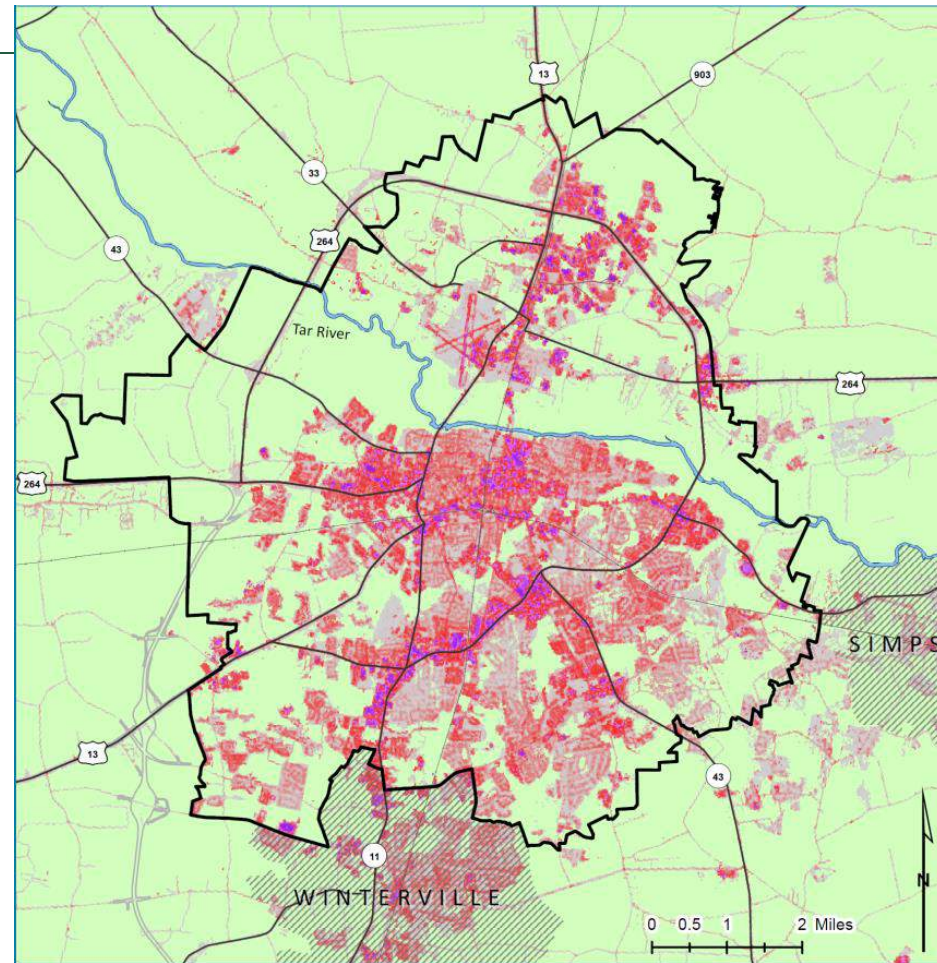 13
903
33
264
43
Tar River
264
264
SIMPS
13
43
11
WINTERVILLE
N
0 0.5 1 2 Miles